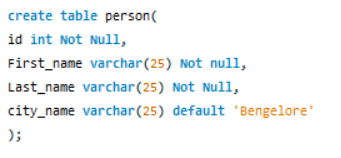 create table person(
id int Not Null,
First_name varchar(25) Not null,
Last_name varchar(25) Not Null,
city_name varchar(25) default 'Bengelore'
);